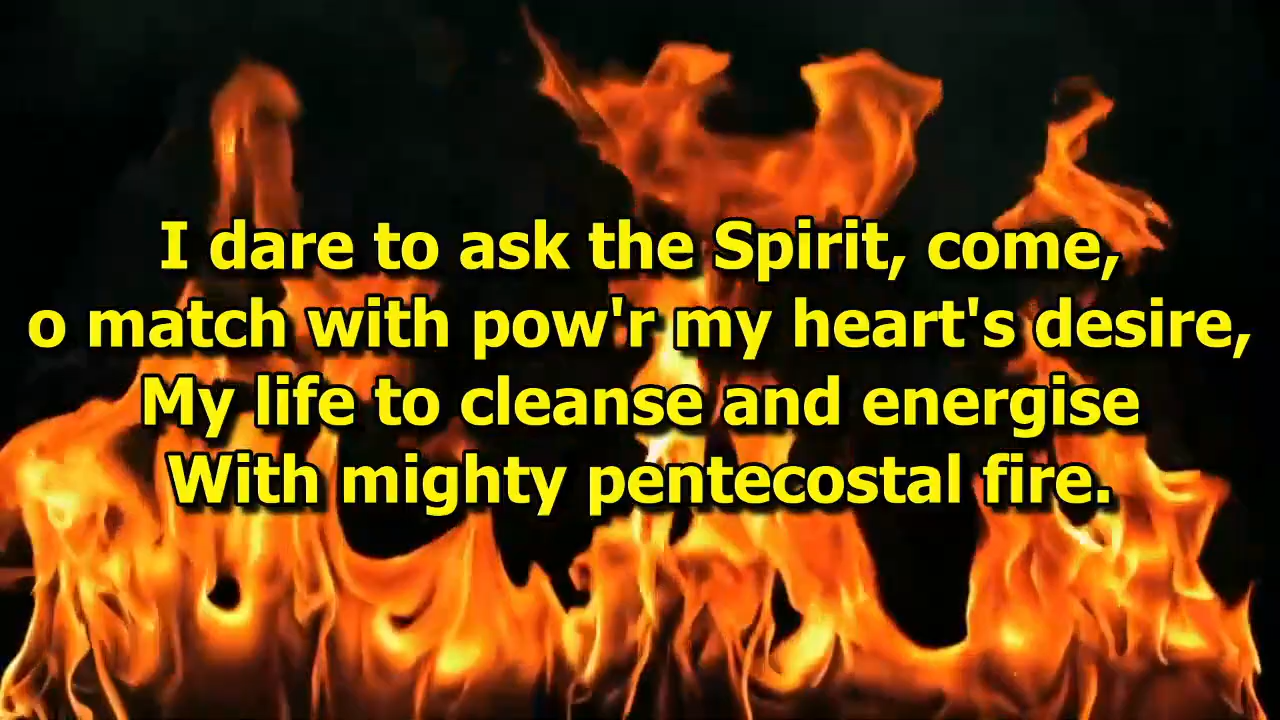 I dare to ask the Spirit, come,
o match with pow'r my heart's desire,
My life to cleanse and energise
With mighty pentecostal fire.